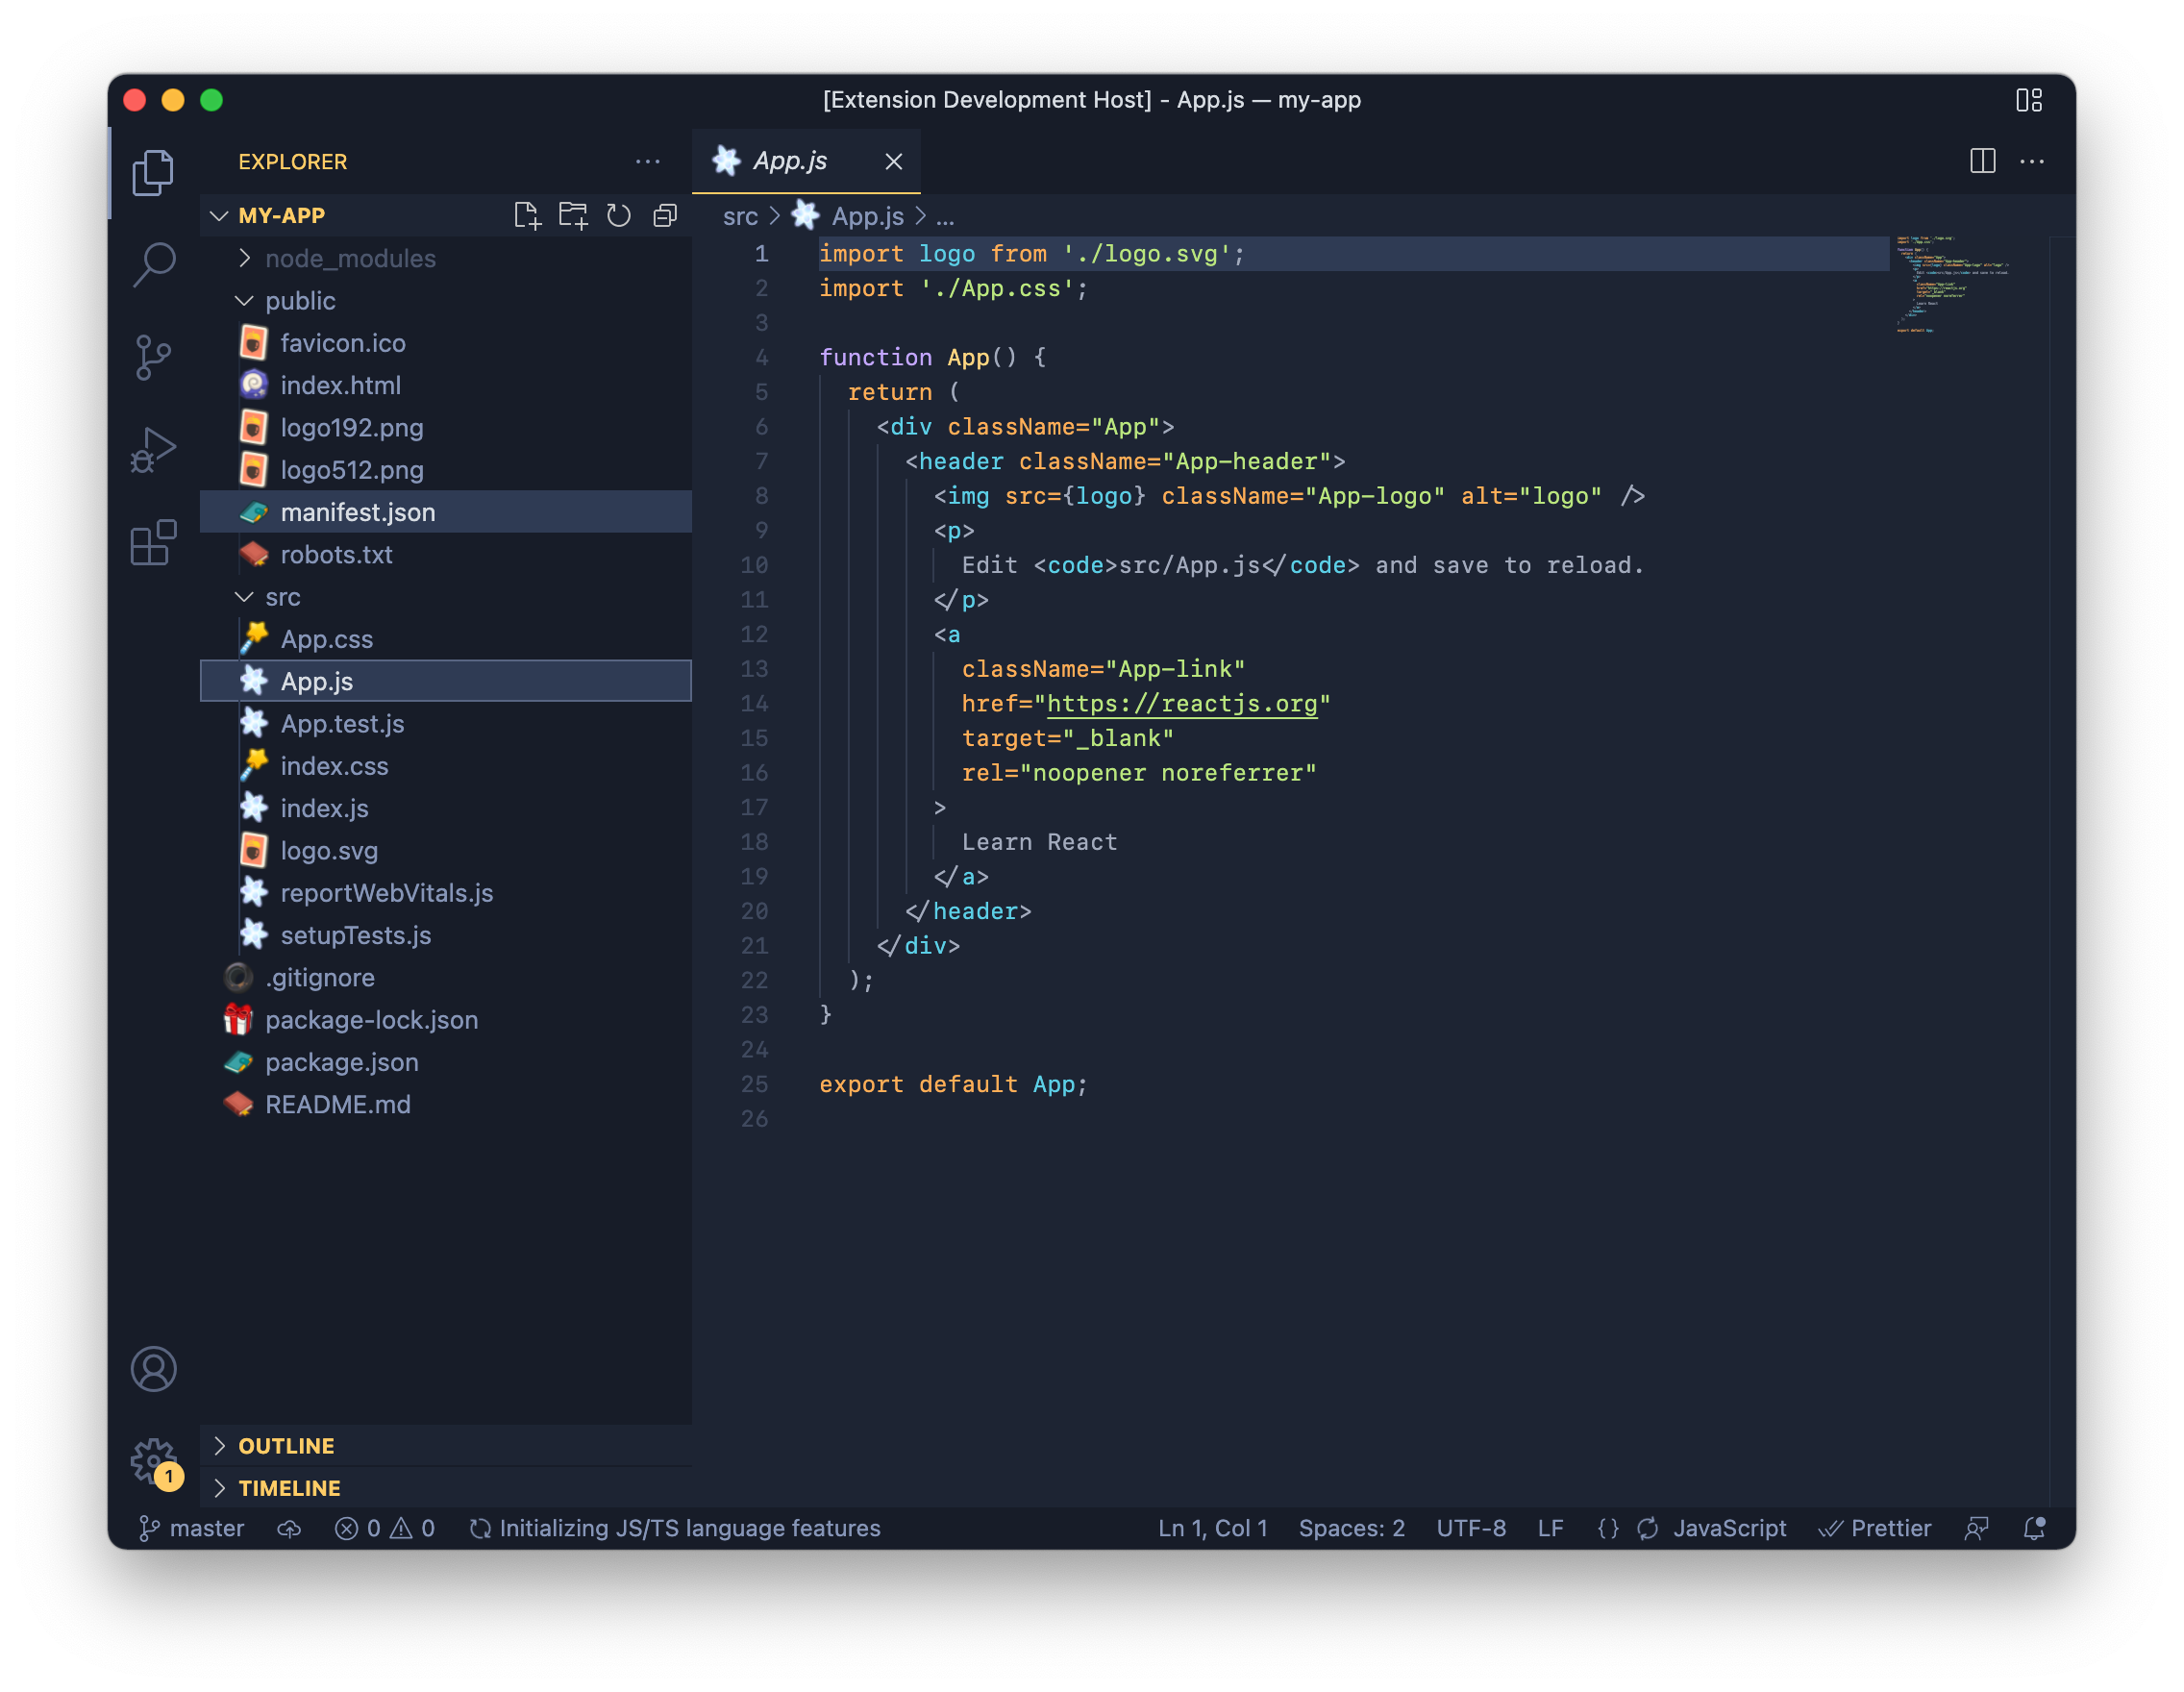 [Extension Development Host] - App.js — my-app
EXPLORER
MY-APP
node_modules
public
favicon.ico
index.html
logo192.png
logo512.png
manifest.json
robots.txt
src
App.css
App.js
App.test.js
index.css
index.js
logo.svg
reportWebVitals.js
setupTests.js
.gitignore
package-lock.json
package.json
README.md
OUTLINE
TIMELINE
1
App.js
src > App.js > ...
1 import logo from './logo.svg';
2 import './App.css';
3
4 function App() {
5 return (
6 <div className="App">
7 <header className="App-header">
8 <img src={logo} className="App-logo" alt="logo" />
9 <p>
10 Edit <code>src/App.js</code> and save to reload.
11 </p>
12 <a
13 className="App-link"
14 href="https://reactjs.org"
15 target="_blank"
16 rel="noopener noreferrer"
17 >
18 Learn React
19 </a>
20 </header>
21 </div>
22 );
23 }
24
25 export default App;
26
master 0 0 Initializing JS/TS language features Ln 1, Col 1 Spaces: 2 UTF-8 LF {} JavaScript Prettier